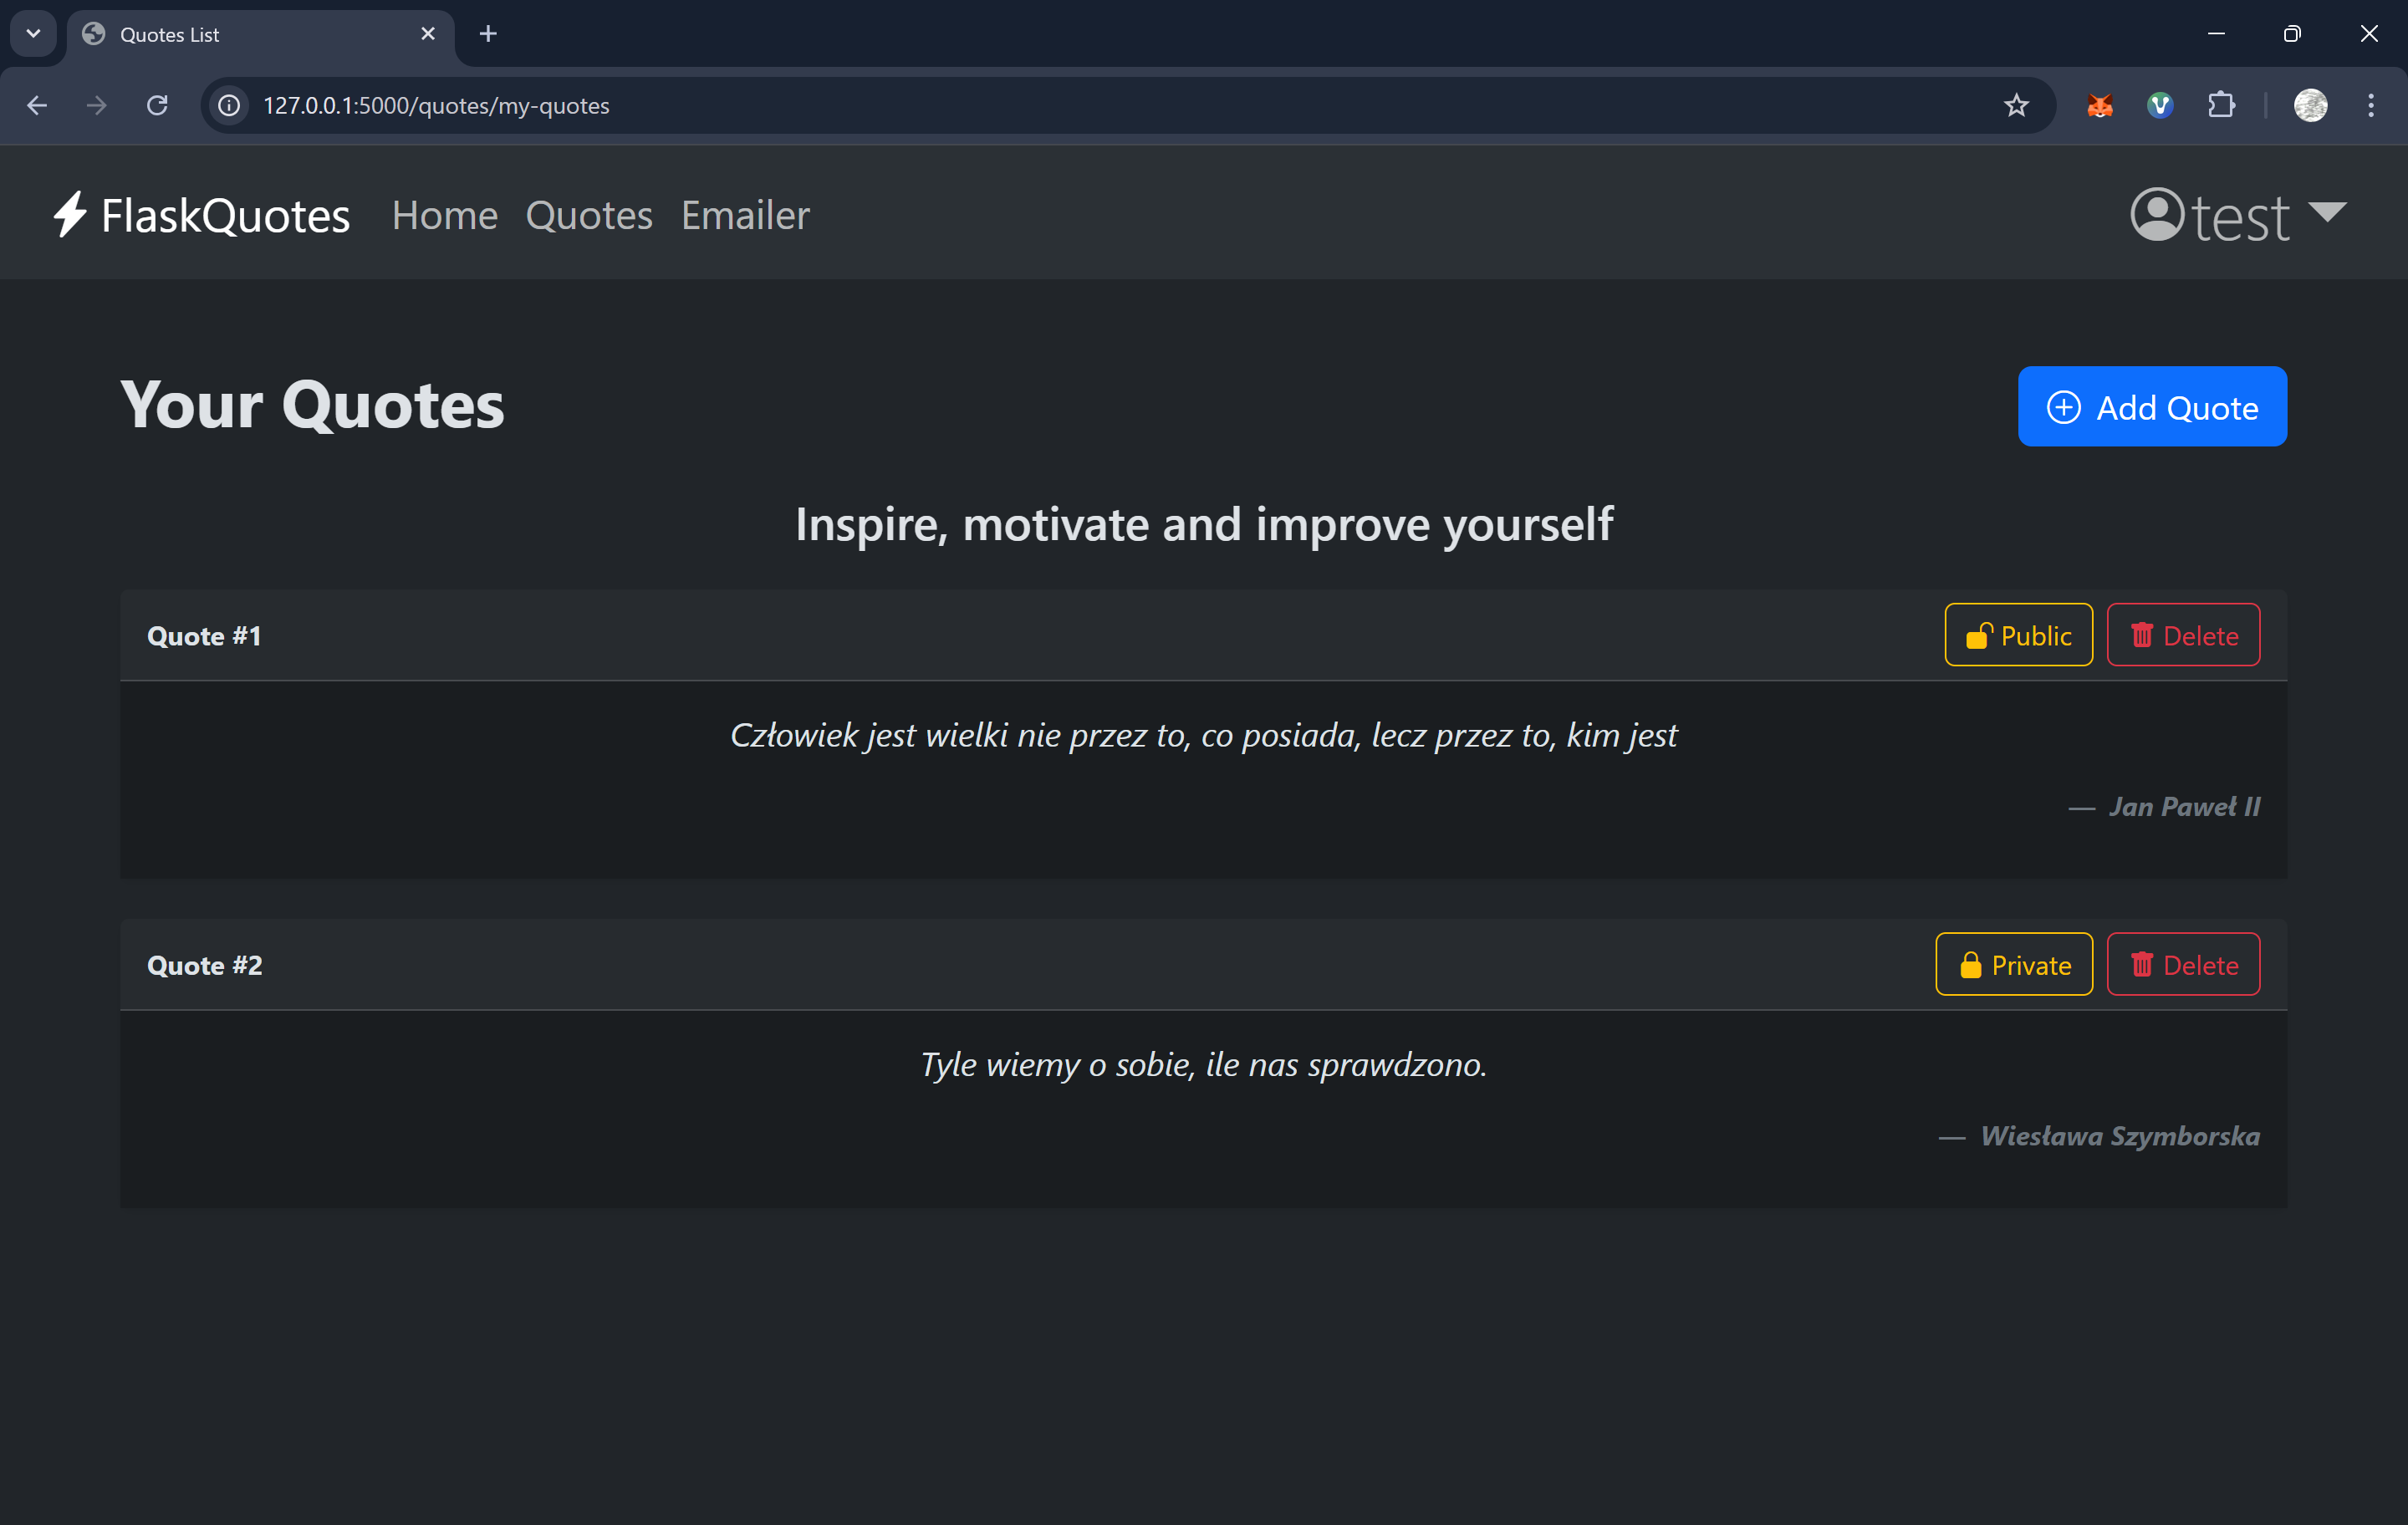 Quotes List
127.0.0.1:5000/quotes/my-quotes
FlaskQuotes Home Quotes Emailer test
Your Quotes Add Quote
Inspire, motivate and improve yourself
Quote #1 Public Delete
Człowiek jest wielki nie przez to, co posiada, lecz przez to, kim jest
— Jan Paweł II
Quote #2 Private Delete
Tyle wiemy o sobie, ile nas sprawdzono.
— Wiesława Szymborska